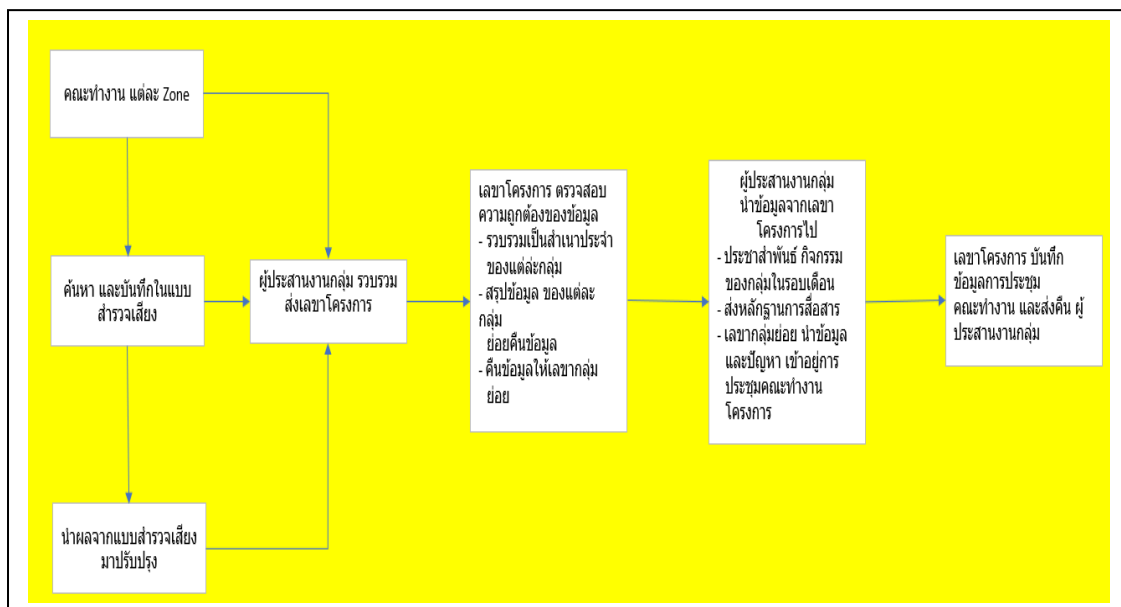 คณะทำงาน แต่ละ Zone
ค้นหา และบันทึกในแบบ
สำรวจเสียง
นำผลจากแบบสำรวจเสียง
มาปรับปรุง
ผู้ประสานงานกลุ่ม รวบรวม
ส่งเลขาโครงการ
เลขาโครงการ ตรวจสอบ
ความถูกต้องของข้อมูล
- รวบรวมเป็นสำเนาประจำ
ของแต่ล่ะกลุ่ม
- สรุปข้อมูล ของแต่ละ
กลุ่ม
ย่อยคืนข้อมูล
- คืนข้อมูลให้เลขากลุ่ม
ย่อย
ผู้ประสานงานกลุ่ม
นำข้อมูลจากเลขา
โครงการไป
- ประชาสำพันธ์ กิจกรรม
ของกลุ่มในรอบเดือน
- ส่งหลักฐานการสื่อสาร
- เลขากลุ่มย่อย นำข้อมูล
และปัญหา เข้าอยู่การ
ประชุมคณะทำงาน
โครงการ
เลขาโครงการ บันทึก
ข้อมูลการประชุม
คณะทำงาน และส่งคืน ผู้
ประสานงานกลุ่ม